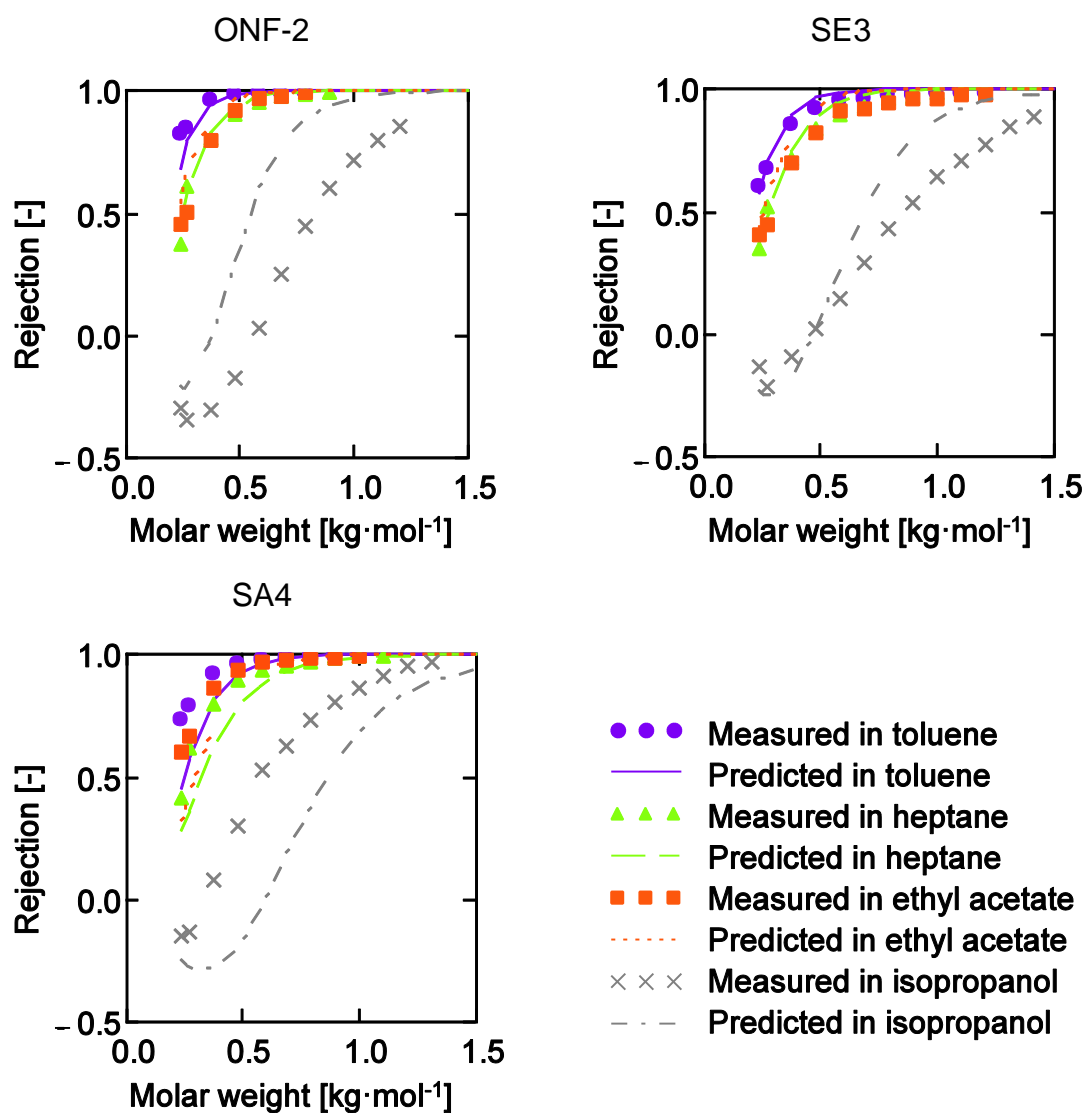 ONF-2
1.0
0.5
0.0
– 0.5
Rejection [-]
0.0 0.5 1.0 1.5
Molar weight [kg·mol⁻¹]
SE3
1.0
0.5
0.0
– 0.5
Rejection [-]
0.0 0.5 1.0 1.5
Molar weight [kg·mol⁻¹]
SA4
1.0
0.5
0.0
– 0.5
Rejection [-]
0.0 0.5 1.0 1.5
Molar weight [kg·mol⁻¹]
Measured in toluene
Predicted in toluene
Measured in heptane
Predicted in heptane
Measured in ethyl acetate
Predicted in ethyl acetate
Measured in isopropanol
Predicted in isopropanol